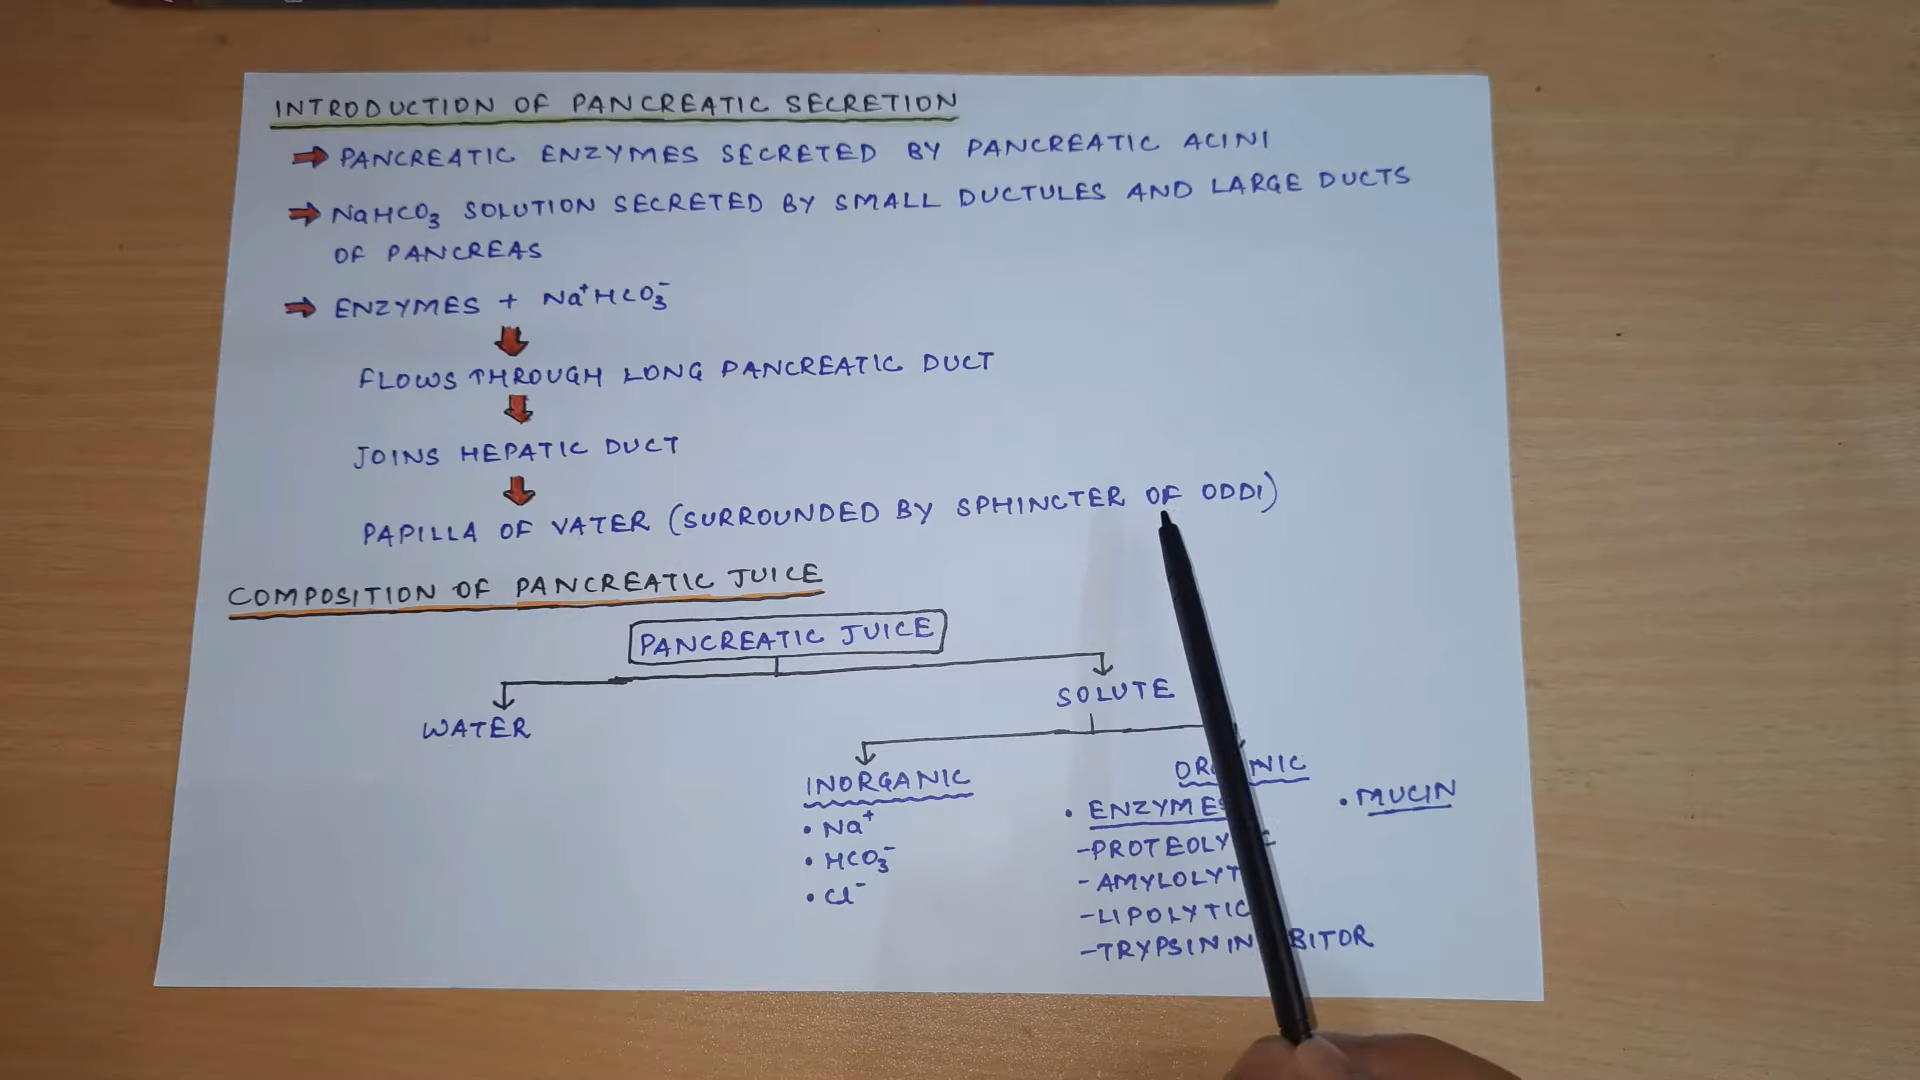 INTRODUCTION OF PANCREATIC SECRETION
PANCREATIC ENZYMES SECRETED BY PANCREATIC ACINI
NaHCO3 SOLUTION SECRETED BY SMALL DUCTULES AND LARGE DUCTS
OF PANCREAS
ENZYMES + Na⁺HCO3⁻
FLOWS THROUGH LONG PANCREATIC DUCT
JOINS HEPATIC DUCT
PAPILLA OF VATER (SURROUNDED BY SPHINCTER OF ODDI)
COMPOSITION OF PANCREATIC JUICE
PANCREATIC JUICE
WATER
SOLUTE
INORGANIC
• Na⁺
• HCO3⁻
• Cl⁻
• ENZYMES
-LIPOLYTIC
• MUCIN